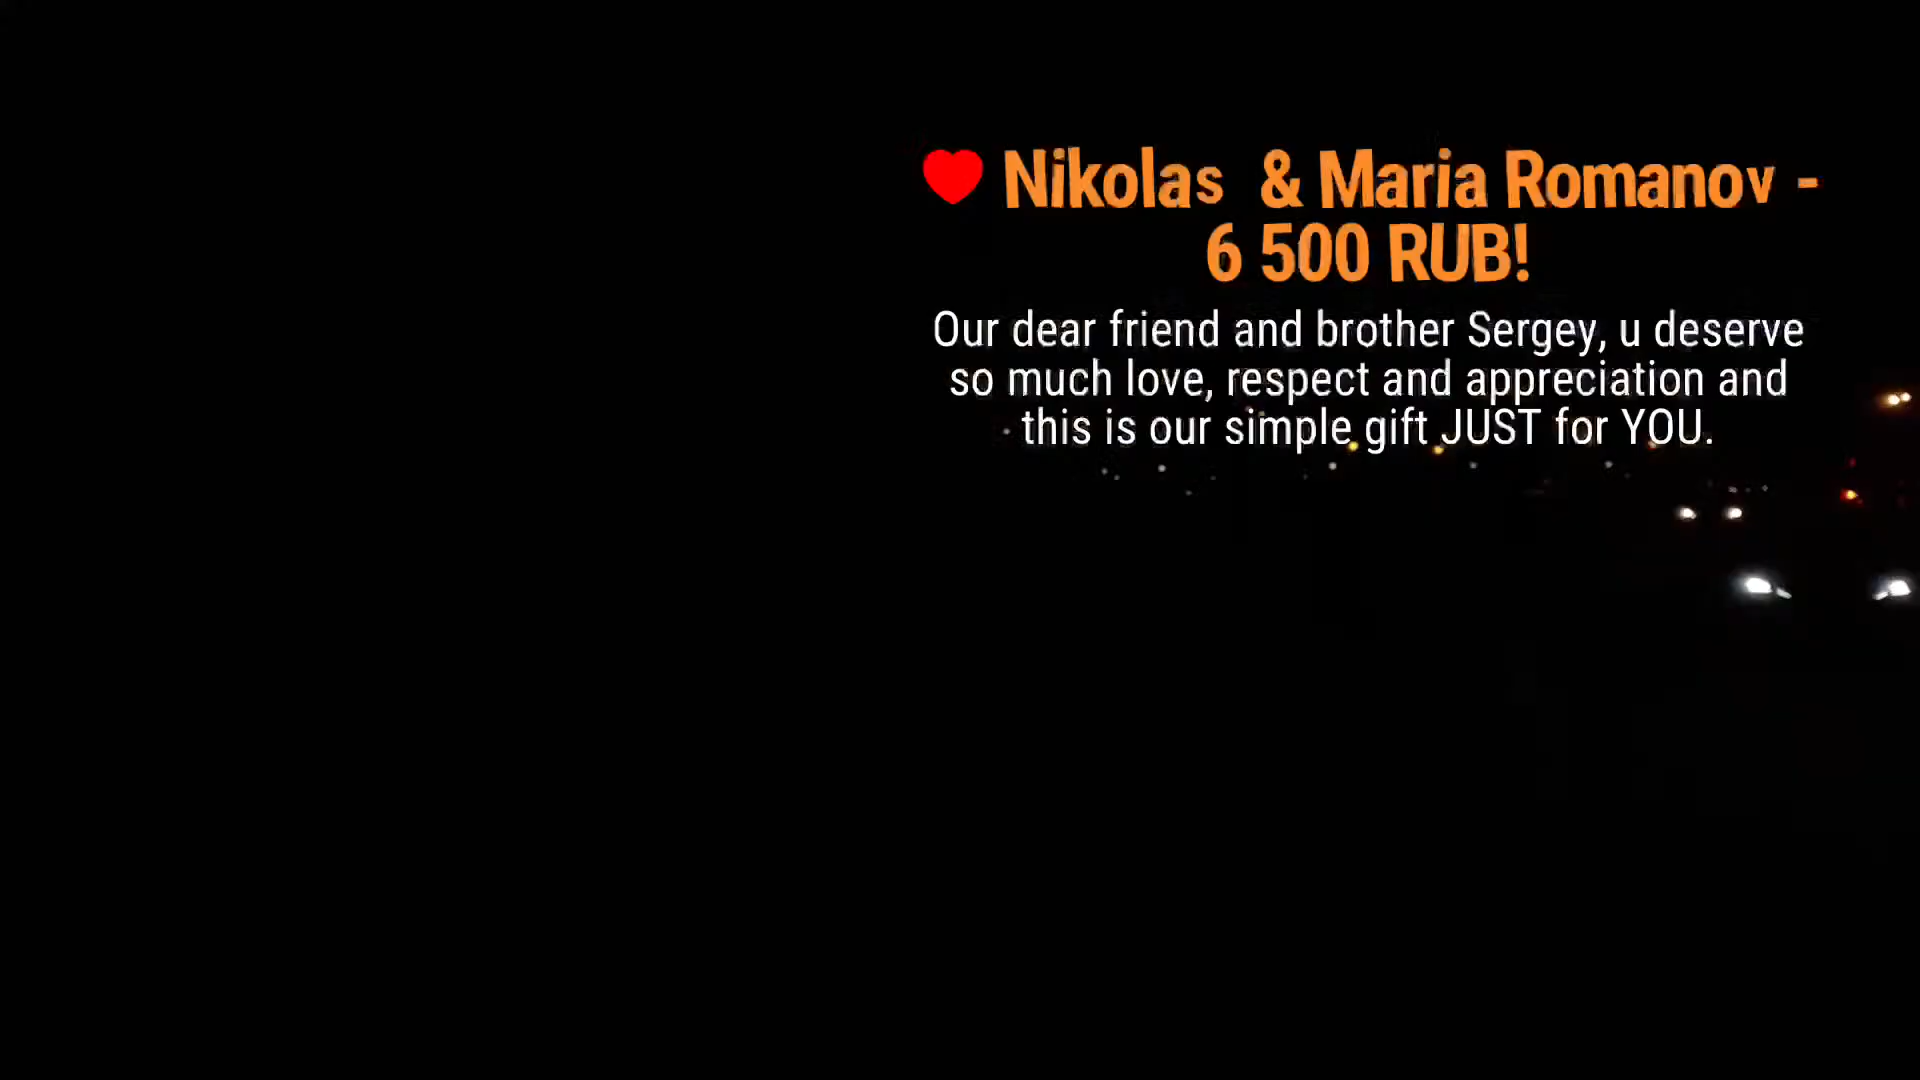 ❤ Nikolas & Maria Romanov -
6 500 RUB!
Our dear friend and brother Sergey, u deserve
so much love, respect and appreciation and
this is our simple gift JUST for YOU.